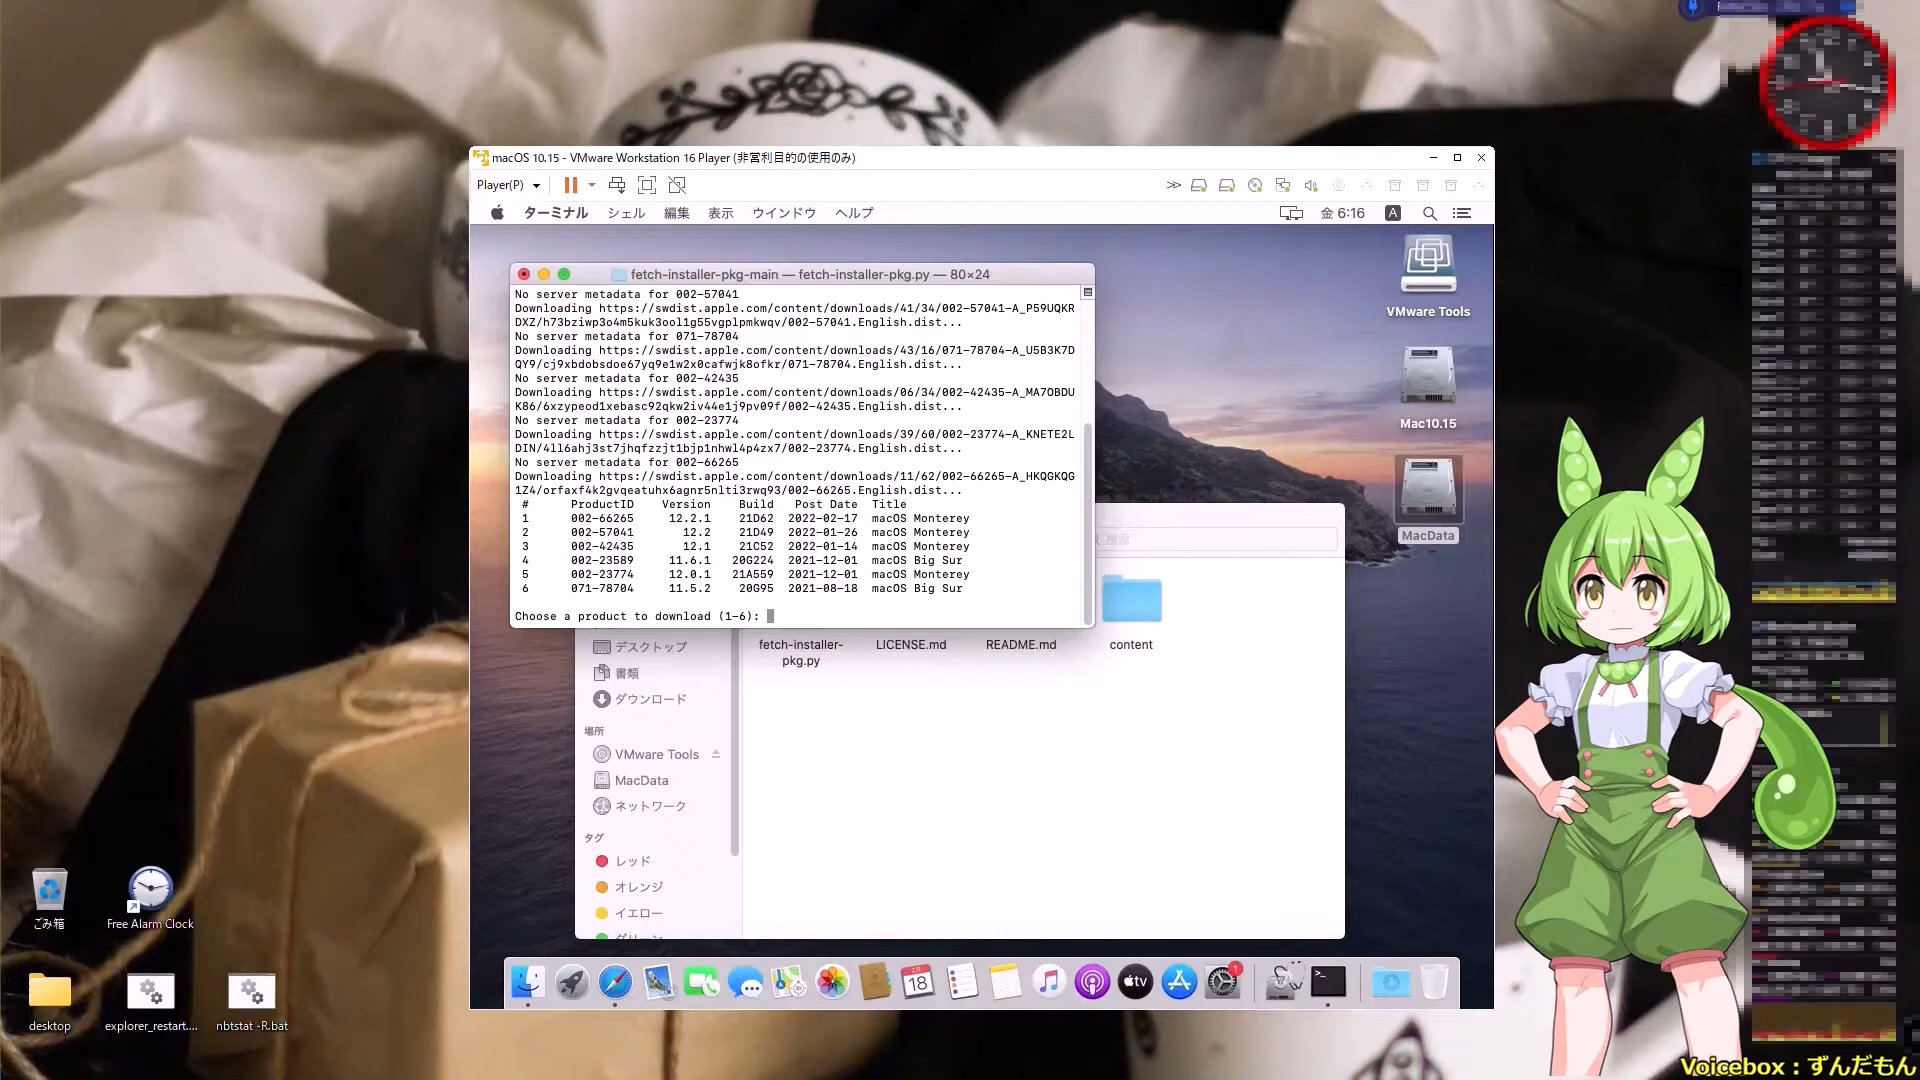 macOS 10.15 - VMware Workstation 16 Player (非営利目的の使用のみ)
Player(P)
ターミナル シェル 編集 表示 ウインドウ ヘルプ 金 6:16 A
fetch-installer-pkg-main — fetch-installer-pkg.py — 80×24
No server metadata for 002-57041
Downloading https://swdist.apple.com/content/downloads/41/34/002-57041-A_P59UQKR
DXZ/h73bziwp3o4m5kuk3ool1g55vgplpmkwqv/002-57041.English.dist...
No server metadata for 071-78704
Downloading https://swdist.apple.com/content/downloads/43/16/071-78704-A_U5B3K7D
QY9/cj9xbdobsdoe67yq9e1w2x0cafwjk8ofkr/071-78704.English.dist...
No server metadata for 002-42435
Downloading https://swdist.apple.com/content/downloads/06/34/002-42435-A_MA7OBDU
K86/6xzypeod1xebasc92qkw2iv44e1j9pv09f/002-42435.English.dist...
No server metadata for 002-23774
Downloading https://swdist.apple.com/content/downloads/39/60/002-23774-A_KNETE2L
DIN/4ll6ahj3st7jhqfzzjt1bjp1nhwl4p4zx7/002-23774.English.dist...
No server metadata for 002-66265
Downloading https://swdist.apple.com/content/downloads/11/62/002-66265-A_HKQGKQG
1Z4/orfaxf4k2gvqeatuhx6agnr5nlti3rwq93/002-66265.English.dist...
# ProductID Version Build Post Date Title
1 002-66265 12.2.1 21D62 2022-02-17 macOS Monterey
2 002-57041 12.2 21D49 2022-01-26 macOS Monterey
3 002-42435 12.1 21C52 2022-01-14 macOS Monterey
4 002-23589 11.6.1 20G224 2021-12-01 macOS Big Sur
5 002-23774 12.0.1 21A559 2021-12-01 macOS Monterey
6 071-78704 11.5.2 20G95 2021-08-18 macOS Big Sur
Choose a product to download (1-6):
VMware Tools
Mac10.15
MacData
検索
fetch-installer-
pkg.py
LICENSE.md
README.md
content
デスクトップ
書類
ダウンロード
場所
VMware Tools
MacData
ネットワーク
タグ
レッド
オレンジ
イエロー
グリーン
2月
18
tv
1
ごみ箱
Free Alarm Clock
desktop
explorer_restart....
nbtstat -R.bat
Voicebox：ずんだもん